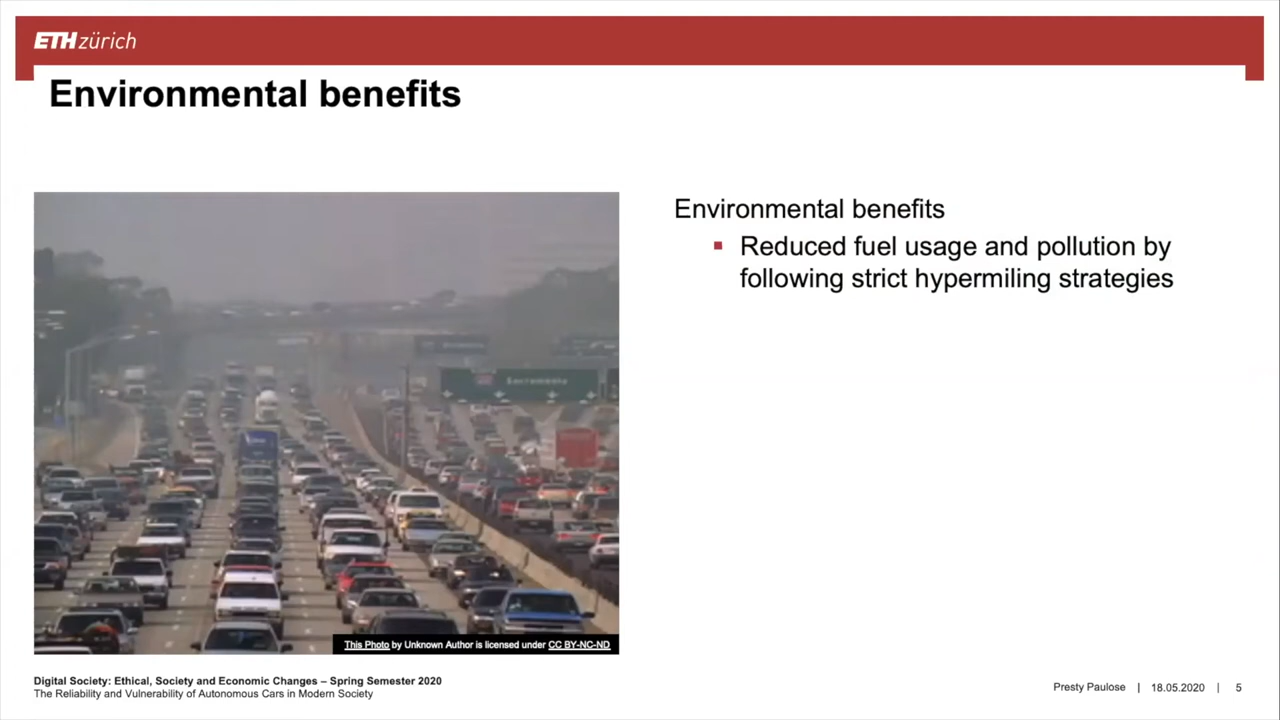 ETH zürich
Environmental benefits
Environmental benefits
▪ Reduced fuel usage and pollution by
following strict hypermiling strategies
Sacramento
This Photo by Unknown Author is licensed under CC BY-NC-ND
Digital Society: Ethical, Society and Economic Changes – Spring Semester 2020
The Reliability and Vulnerability of Autonomous Cars in Modern Society
Presty Paulose | 18.05.2020 | 5